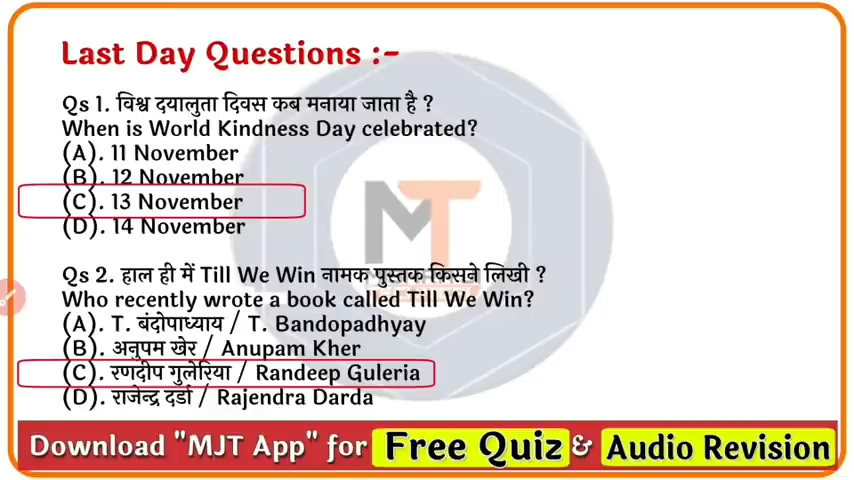 Last Day Questions :-
Qs 1. विश्व दयालुता दिवस कब मनाया जाता है ?
When is World Kindness Day celebrated?
(A). 11 November
(B). 12 November
(C). 13 November
(D). 14 November
MT
Qs 2. हाल ही में Till We Win नामक पुस्तक किसने लिखी ?
Who recently wrote a book called Till We Win?
(A). T. बंदोपाध्याय / T. Bandopadhyay
(B). अनुपम खेर / Anupam Kher
(C). रणदीप गुलेरिया / Randeep Guleria
(D). राजेन्द्र दर्डा / Rajendra Darda
Download "MJT App" for Free Quiz & Audio Revision